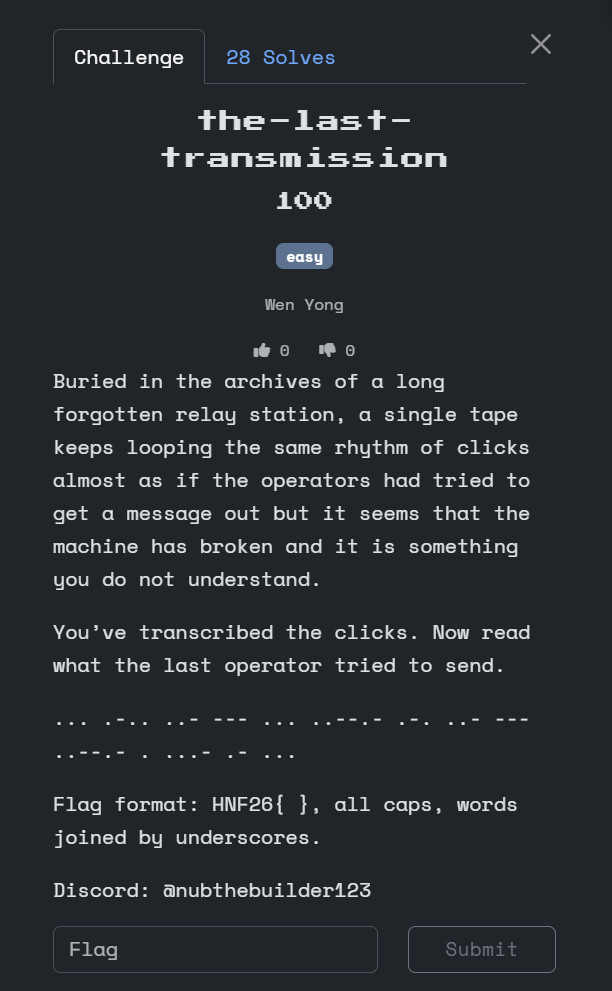 Challenge
28 Solves
the-last-
transmission
100
easy
Wen Yong
0 0
Buried in the archives of a long
forgotten relay station, a single tape
keeps looping the same rhythm of clicks
almost as if the operators had tried to
get a message out but it seems that the
machine has broken and it is something
you do not understand.
You've transcribed the clicks. Now read
what the last operator tried to send.
... .-.. ..- --- ... ..--.- .-. ..- ---
..--.- . ...- .- ...
Flag format: HNF26{ }, all caps, words
joined by underscores.
Discord: @nubthebuilder123
Flag
Submit